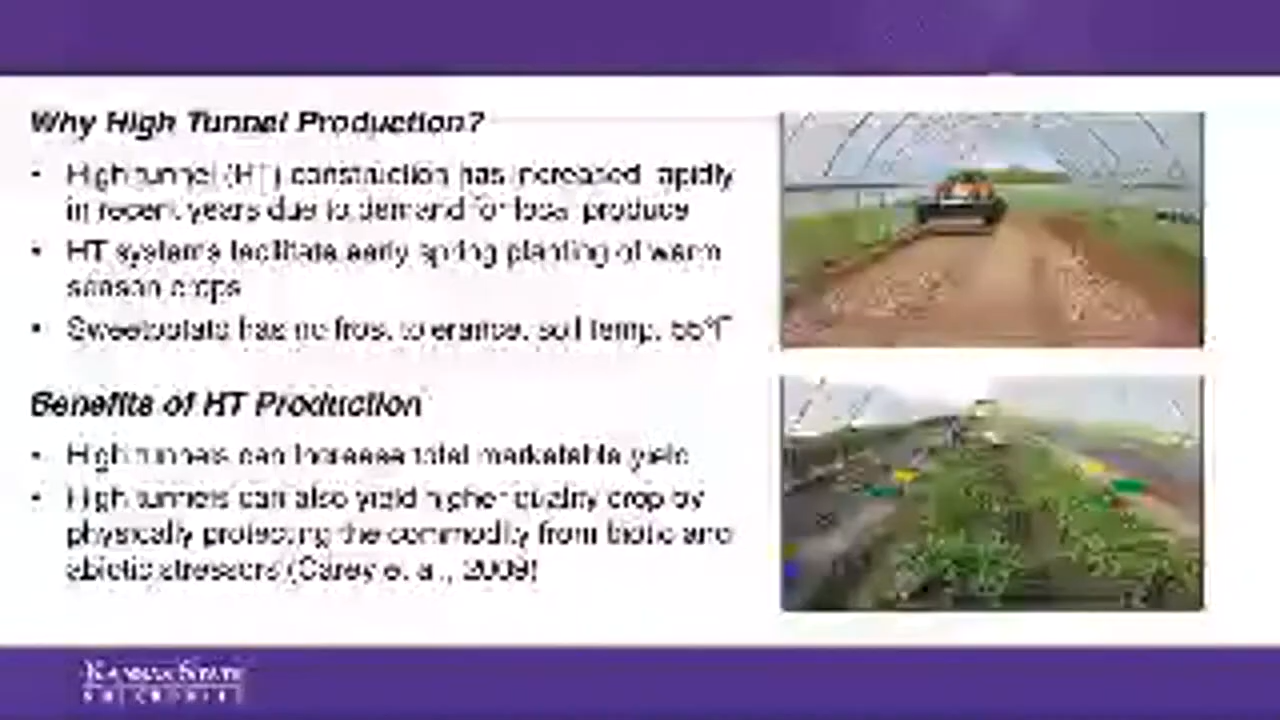 Why High Tunnel Production?
• High tunnel (HT) construction has increased rapidly
in recent years due to demand for local produce
• HT systems facilitate early spring planting of warm
season crops
• Sweetpotato has no frost tolerance, soil temp.
Benefits of HT Production
• High tunnels can increase total marketable yield
• High tunnels can also yield higher quality crop by
physically protecting the commodity from biotic and
abiotic stressors (Carey et al., 2009)
KANSAS STATE
UNIVERSITY